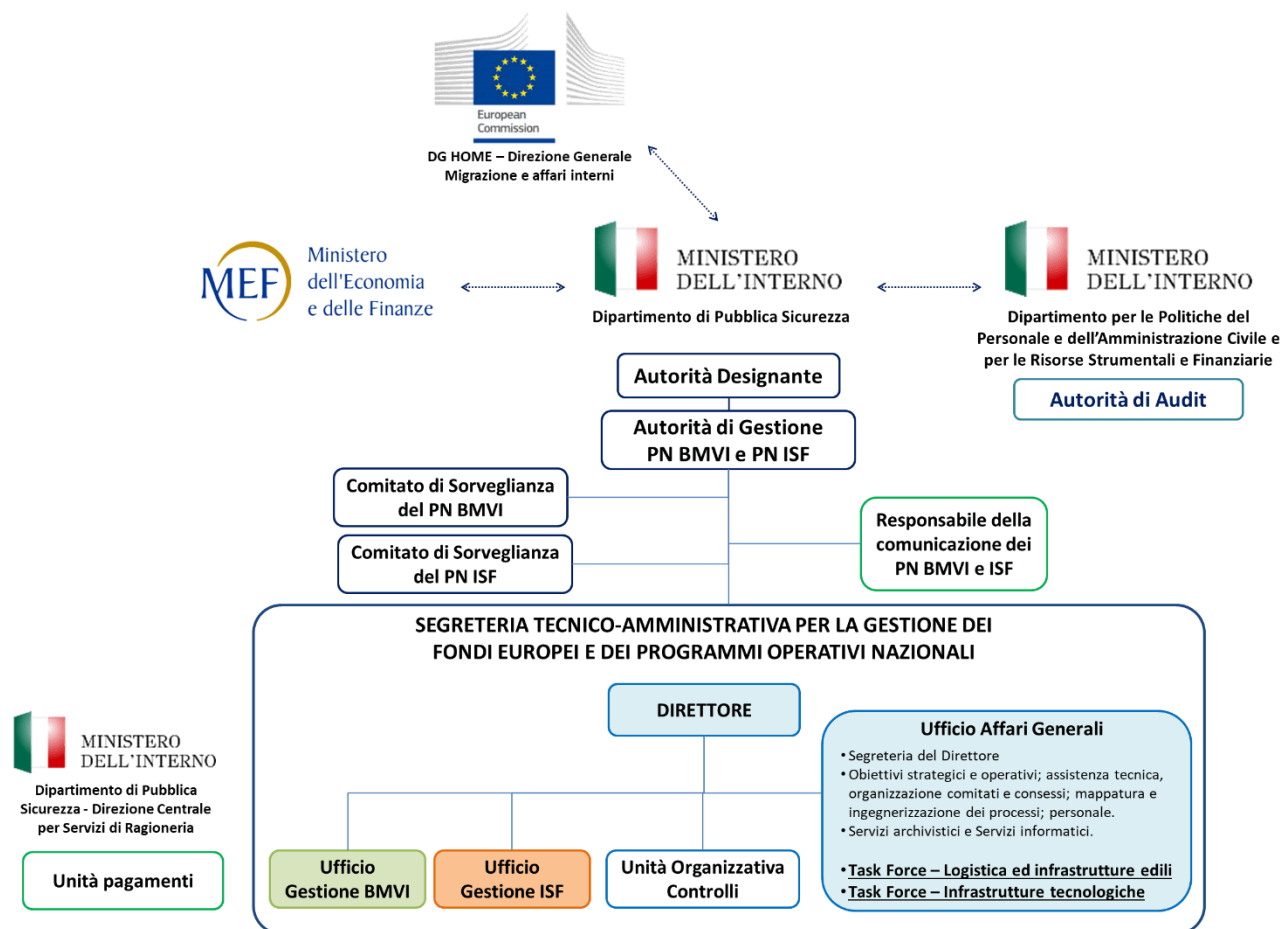 European
Commission
DG HOME – Direzione Generale
Migrazione e affari interni
MEF
Ministero
dell'Economia
e delle Finanze
MINISTERO
DELL'INTERNO
Dipartimento di Pubblica Sicurezza
MINISTERO
DELL'INTERNO
Dipartimento per le Politiche del
Personale e dell'Amministrazione Civile e
per le Risorse Strumentali e Finanziarie
Autorità di Audit
Autorità Designante
Autorità di Gestione
PN BMVI e PN ISF
Comitato di Sorveglianza
del PN BMVI
Comitato di Sorveglianza
del PN ISF
Responsabile della
comunicazione dei
PN BMVI e ISF
SEGRETERIA TECNICO-AMMINISTRATIVA PER LA GESTIONE DEI
FONDI EUROPEI E DEI PROGRAMMI OPERATIVI NAZIONALI
DIRETTORE
Ufficio Affari Generali
• Segreteria del Direttore
• Obiettivi strategici e operativi; assistenza tecnica,
organizzazione comitati e consessi; mappatura e
ingegnerizzazione dei processi; personale.
• Servizi archivistici e Servizi informatici.
• Task Force – Logistica ed infrastrutture edili
• Task Force – Infrastrutture tecnologiche
Ufficio
Gestione BMVI
Ufficio
Gestione ISF
Unità Organizzativa
Controlli
MINISTERO
DELL'INTERNO
Dipartimento di Pubblica
Sicurezza - Direzione Centrale
per Servizi di Ragioneria
Unità pagamenti